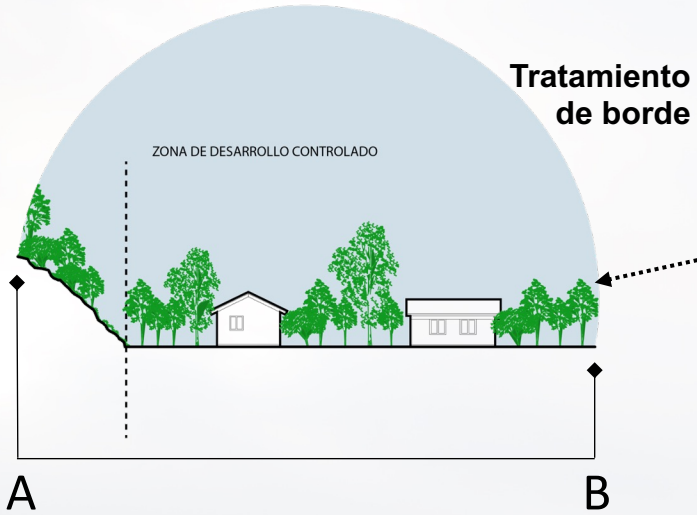 Tratamiento
de borde
ZONA DE DESARROLLO CONTROLADO
A
B